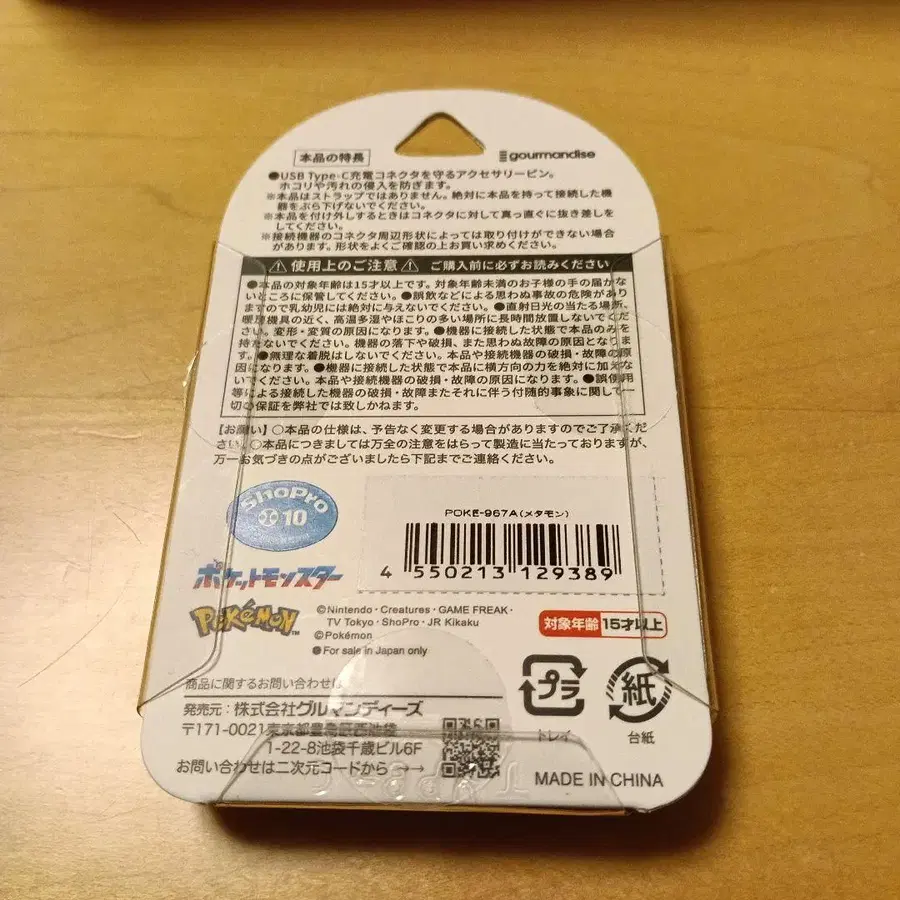 本品の特長
gourmandise
●USB Type-C充電コネクタを守るアクセサリーピン。
ホコリや汚れの侵入を防ぎます。
※本品はストラップではありません。絶対に本品を持って接続した機
器をぶら下げないでください。
※本品を付け外しするときはコネクタに対して真っ直ぐに抜き差しを
してください。
※接続機器のコネクタ周辺形状によっては取り付けができない場合
があります。形状をよくご確認の上お買い求めください。
⚠使用上のご注意⚠ ご購入前に必ずお読みください
●本品の対象年齢は15才以上です。対象年齢未満のお子様の手の届かな
いところに保管してください。●誤飲などによる思わぬ事故の危険があり
ますので乳幼児には絶対に与えないでください。●直射日光の当たる場所、
暖房機具の近く、高温多湿やほこりの多い場所に長時間放置しないでくだ
さい。変形・変質の原因になります。●機器に接続した状態で本品のみを
持たないでください。機器の落下や破損、また思わぬ故障の原因となりま
す。●無理な着脱はしないでください。本品や接続機器の破損・故障の原
因になります。●機器に接続した状態で本品に横方向の力を絶対に加えな
いでください。本品や接続機器の破損・故障の原因になります。●誤使用
等による接続した機器の破損・故障またそれに伴う付随的事象に関して一
切の保証を弊社では致しかねます。
【お願い】○本品の仕様は、予告なく変更する場合がありますのでご了承くだ
さい。○本品につきましては万全の注意をはらって製造に当たっておりますが、
万一お気づきの点がございましたら下記までご連絡ください。
ShoPro
10
POKE-967A(メタモン)
4 550213 129389
ポケットモンスター
POKéMON™
©Nintendo・Creatures・GAME FREAK・
TV Tokyo・ShoPro・JR Kikaku
©Pokémon
●For sale in Japan only
対象年齢 15才以上
商品に関するお問い合わせは
発売元：株式会社グルマンディーズ
〒171-0021東京都豊島区西池袋
1-22-8池袋千歳ビル6F
お問い合わせは二次元コードから→→
プラ
トレイ
紙
台紙
MADE IN CHINA